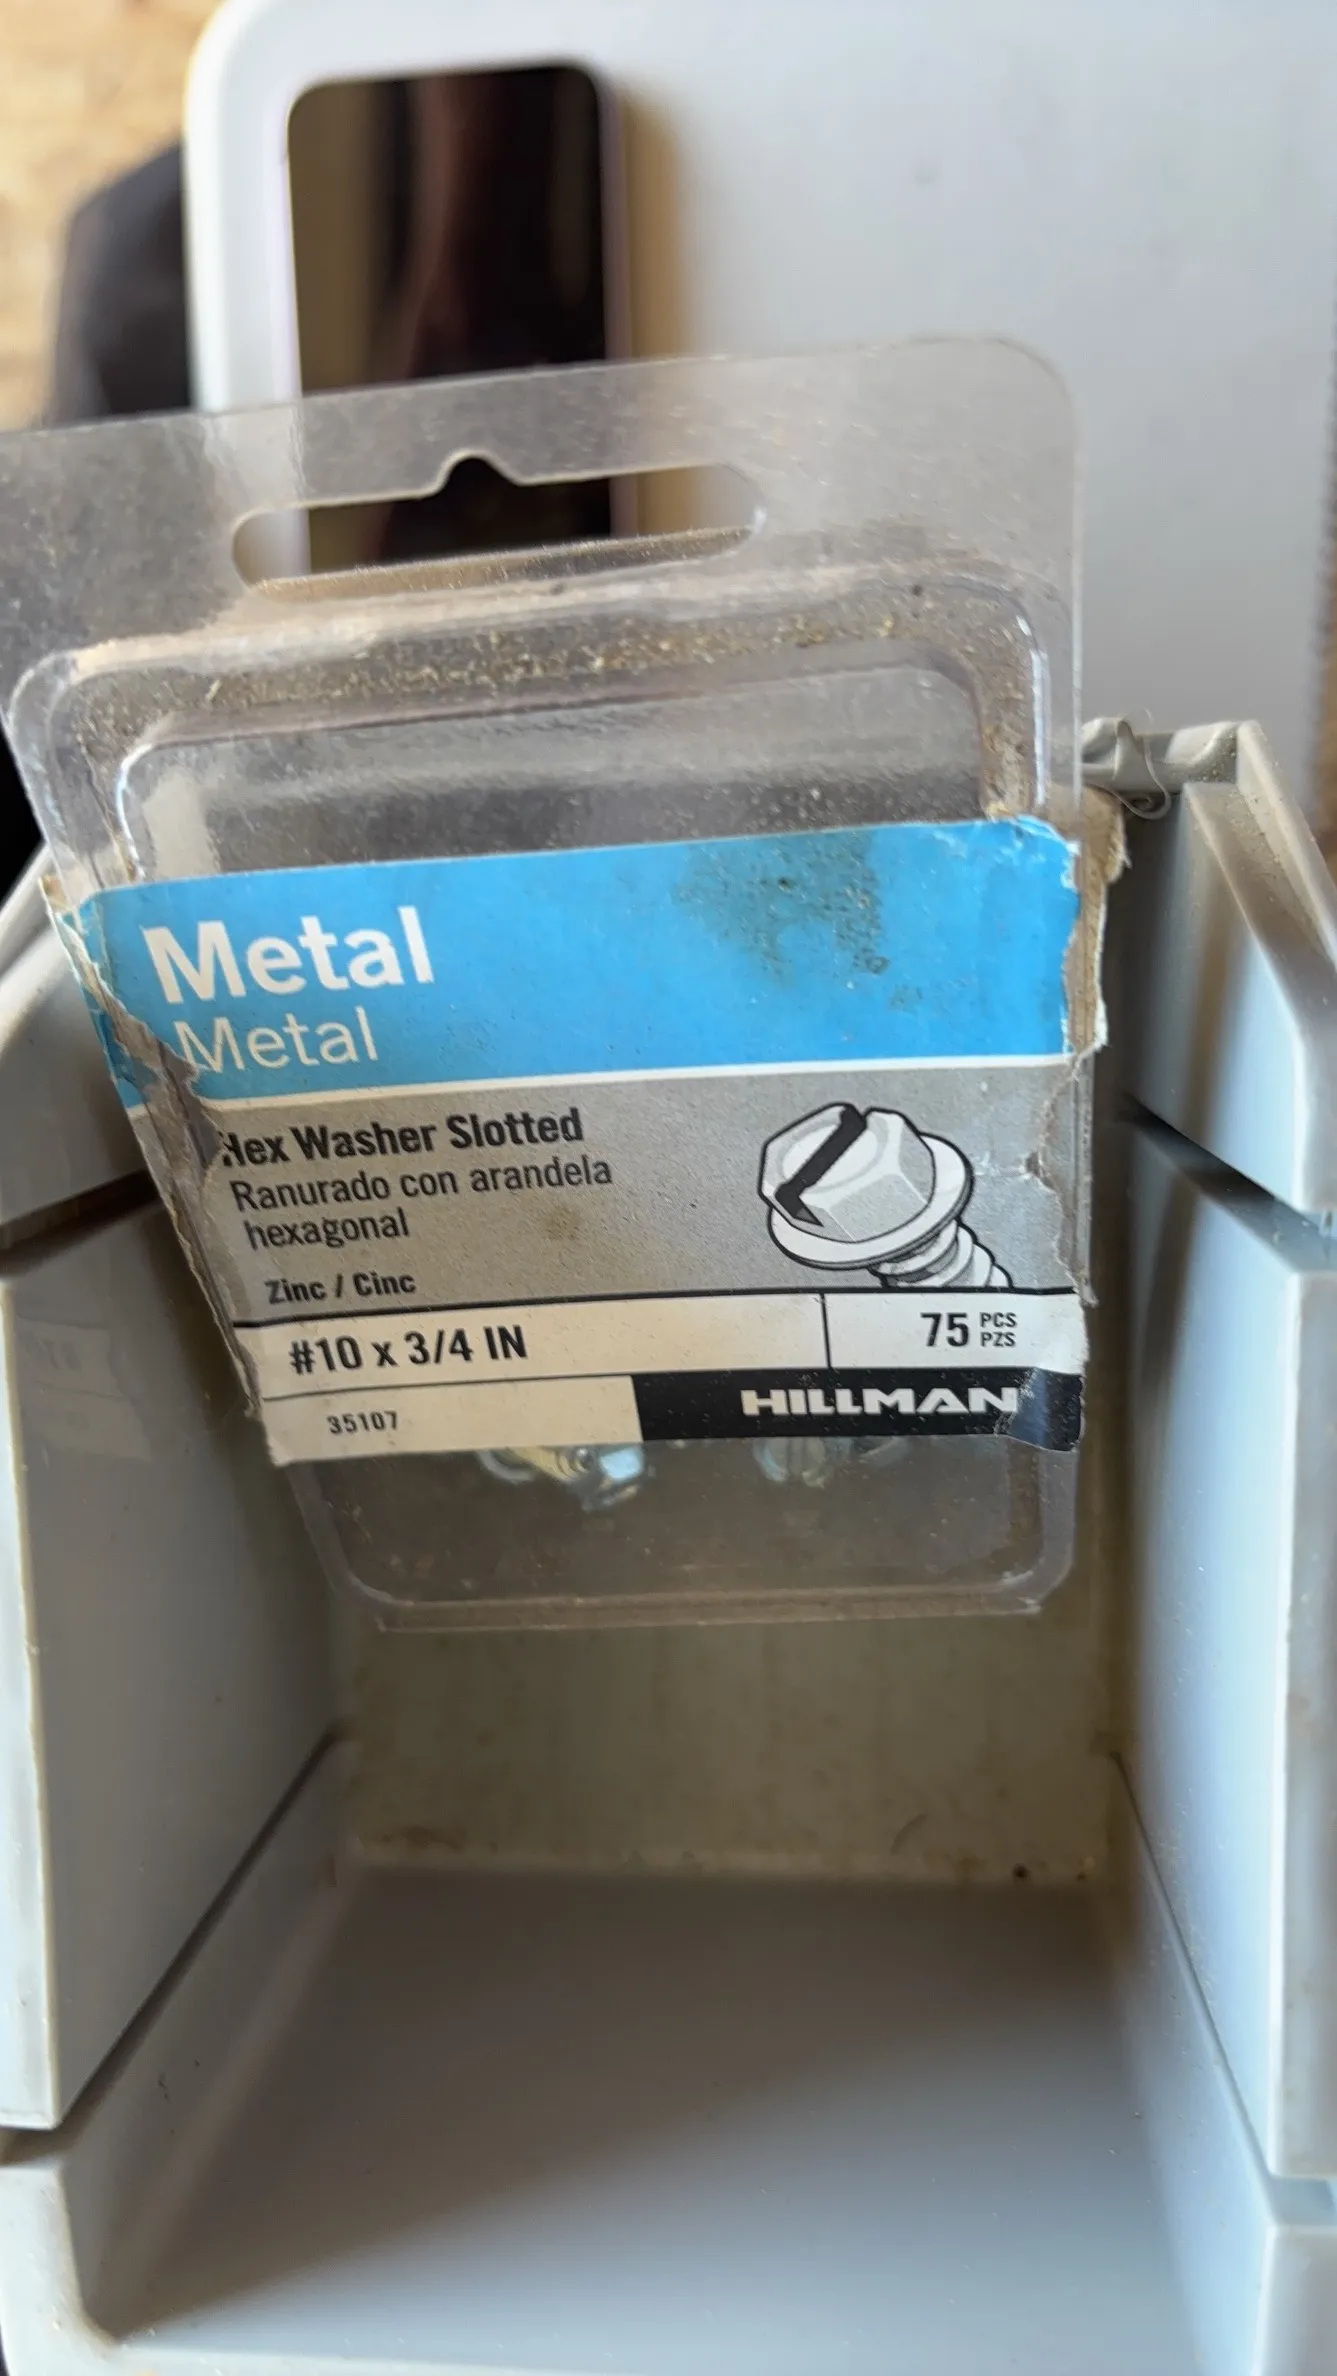 Metal
Metal
Hex Washer Slotted
Ranurado con arandela
hexagonal
Zinc / Cinc
#10 x 3/4 IN
75 PCS
PZS
35107
HILLMAN